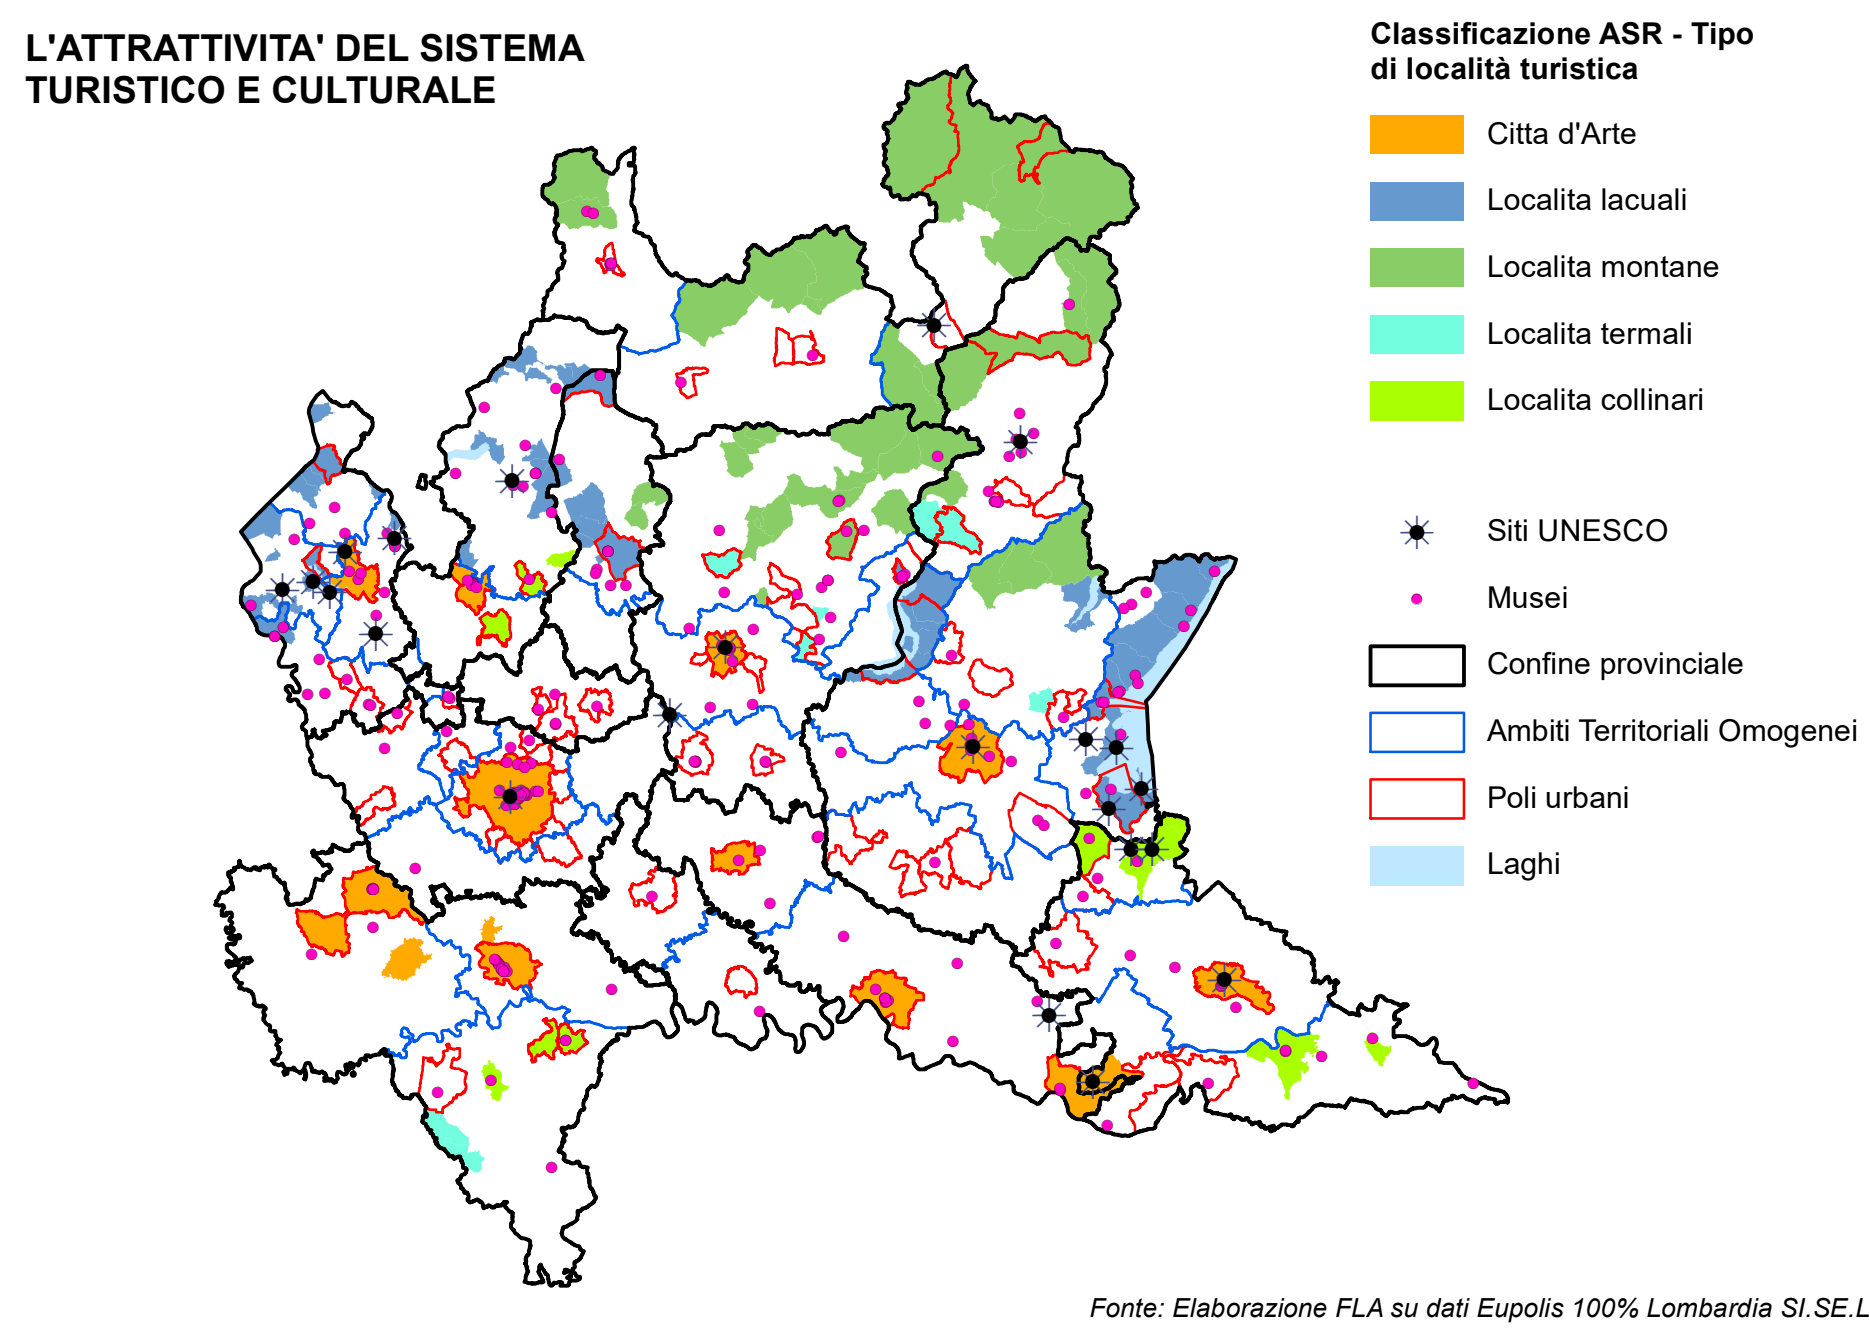 L'ATTRATTIVITA' DEL SISTEMA
TURISTICO E CULTURALE
Classificazione ASR - Tipo
di località turistica
Citta d'Arte
Localita lacuali
Localita montane
Localita termali
Localita collinari
Siti UNESCO
Musei
Confine provinciale
Ambiti Territoriali Omogenei
Poli urbani
Laghi
Fonte: Elaborazione FLA su dati Eupolis 100% Lombardia SI.SE.L